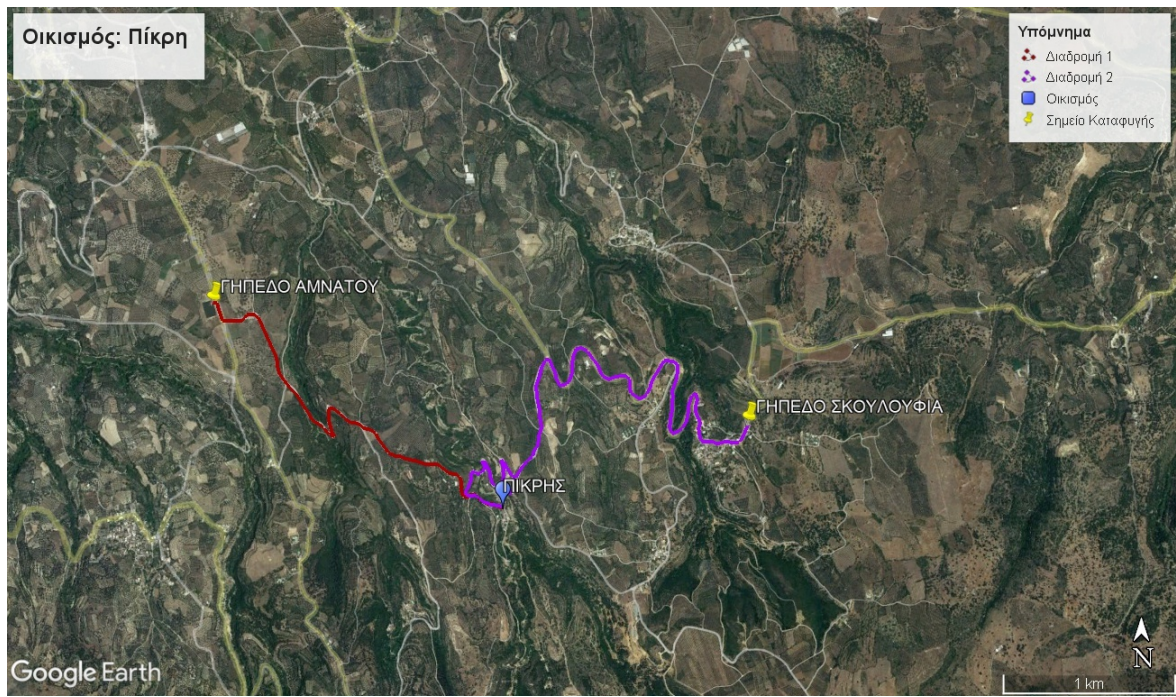 Οικισμός: Πίκρη
Υπόμνημα
Διαδρομή 1
Διαδρομή 2
Οικισμός
Σημείο Καταφυγής
ΓΗΠΕΔΟ ΑΜΝΑΤΟΥ
ΓΗΠΕΔΟ ΣΚΟΥΛΟΥΦΙΑ
ΠΙΚΡΗΣ
Google Earth
N
1 km